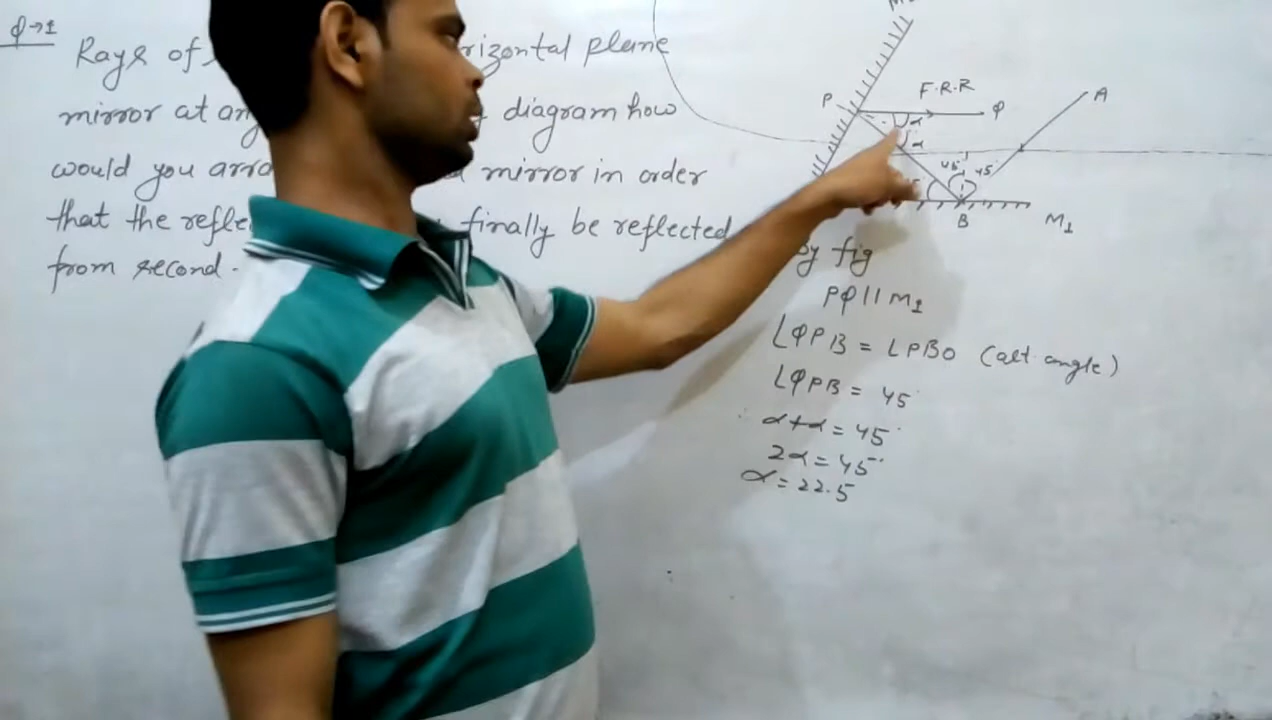 Q→1
Rays of rizontal plane
mirror at an diagram how
would you arra mirror in order
that the refle finally be reflected
from second.
M
F.R.R
P
Q
A
α
α
45° 45
B
M1
By fig
PQ || M1
∠QPB = ∠PBO (alt. angle)
∠QPB = 45°
∴ α+α = 45°
2α = 45°
α = 22.5